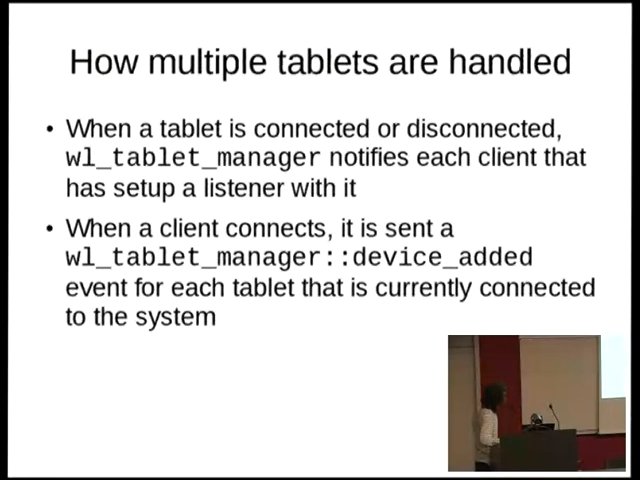 How multiple tablets are handled
• When a tablet is connected or disconnected,
wl_tablet_manager notifies each client that
has setup a listener with it
• When a client connects, it is sent a
wl_tablet_manager::device_added
event for each tablet that is currently connected
to the system